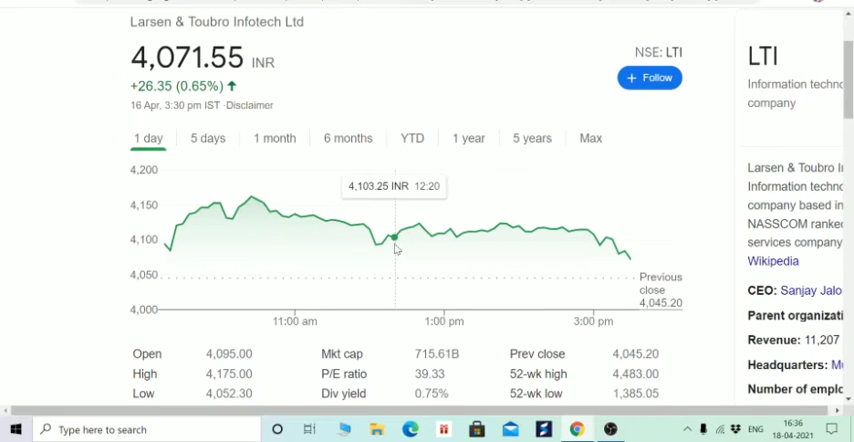 Larsen & Toubro Infotech Ltd
4,071.55 INR
+26.35 (0.65%) ↑
16 Apr, 3:30 pm IST · Disclaimer
NSE: LTI
+ Follow
1 day 5 days 1 month 6 months YTD 1 year 5 years Max
4,200
4,150
4,100
4,050
4,000
4,103.25 INR 12:20
Previous
close
4,045.20
11:00 am 1:00 pm 3:00 pm
Open 4,095.00 Mkt cap 715.61B Prev close 4,045.20
High 4,175.00 P/E ratio 39.33 52-wk high 4,483.00
Low 4,052.30 Div yield 0.75% 52-wk low 1,385.05
LTI
Information techno
company
Larsen & Toubro I
Information techno
company based in
NASSCOM ranked
services company
Wikipedia
CEO: Sanjay Jalo
Parent organizati
Revenue: 11,207
Headquarters: M
Number of emplo
Type here to search
ENG
16:36
18-04-2021